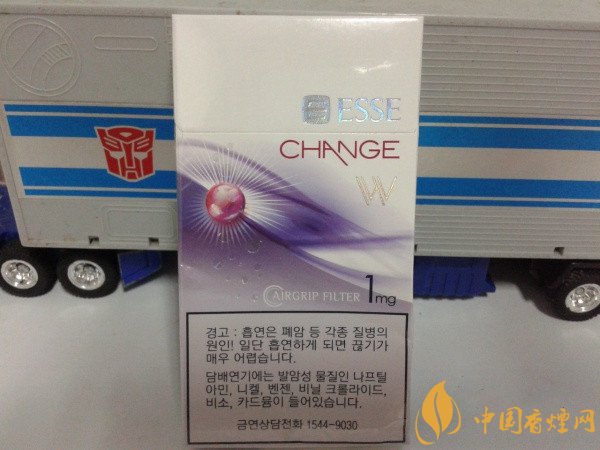 ESSE
CHANGE
W
AIRGRIP FILTER 1mg
경고 : 흡연은 폐암 등 각종 질병의
원인!! 일단 흡연하게 되면 끊기가
매우 어렵습니다.
담배연기에는 발암성 물질인 나프틸
아민, 니켈, 벤젠, 비닐 크롤라이드,
비소, 카드뮴이 들어있습니다.
금연상담전화 1544-9030
中国香煙网